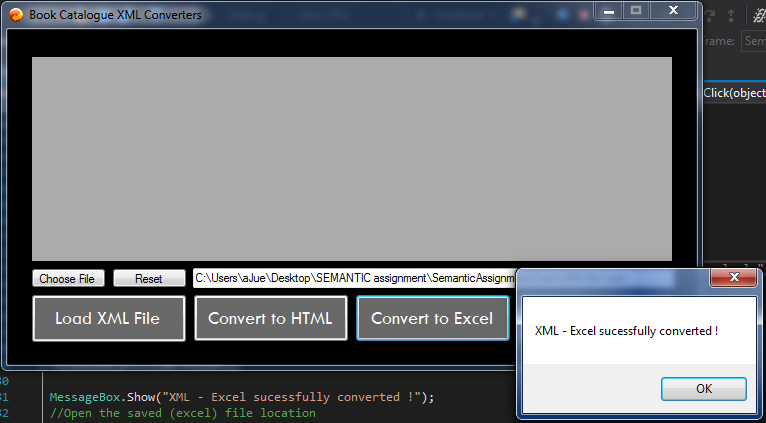 Book Catalogue XML Converters
rame:
Sem
Click(object
Choose File
Reset
C:\Users\aJue\Desktop\SEMANTIC assignment\SemanticAssignm
Load XML File
Convert to HTML
Convert to Excel
XML - Excel sucessfully converted !
OK
30
31 MessageBox.Show("XML - Excel sucessfully converted !");
32 //Open the saved (excel) file location